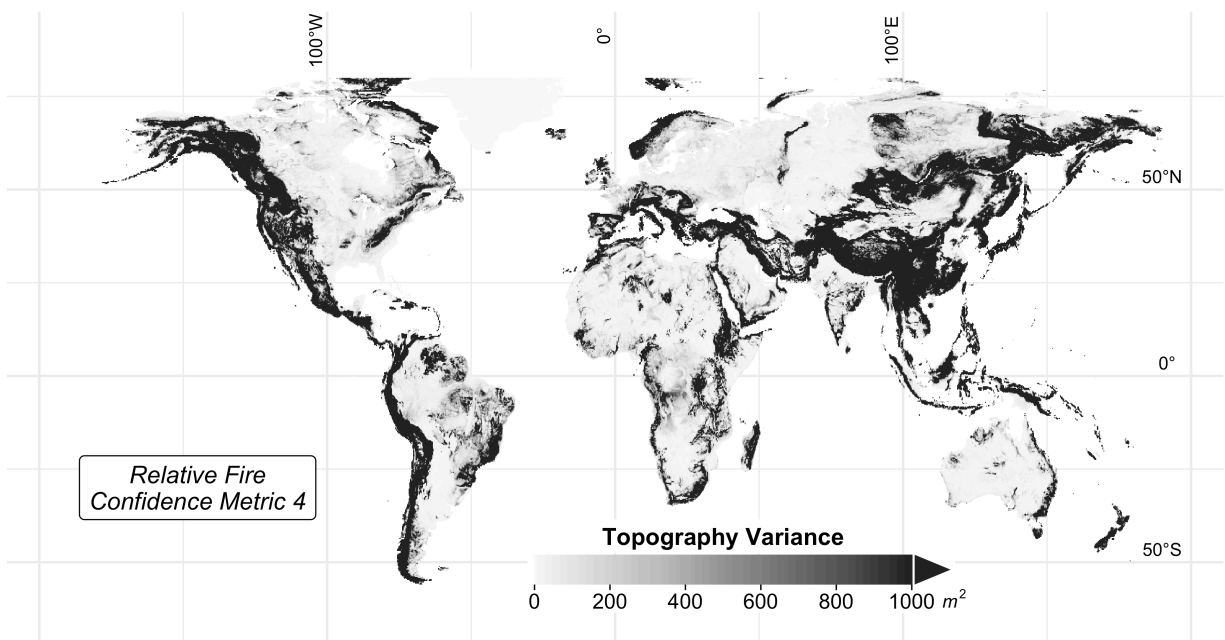 100°W
0°
100°E
50°N
0°
50°S
Relative Fire
Confidence Metric 4
Topography Variance
0 200 400 600 800 1000 m²